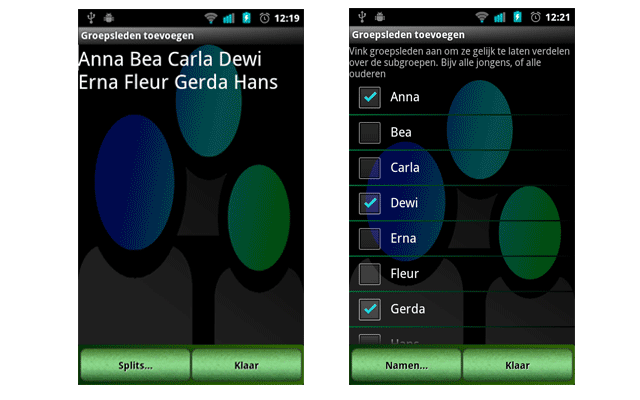 12:19
Groepsleden toevoegen
Anna Bea Carla Dewi
Erna Fleur Gerda Hans
Splits...
Klaar
12:21
Groepsleden toevoegen
Vink groepsleden aan om ze gelijk te laten verdelen
over de subgroepen. Bijv alle jongens, of alle
ouderen
Anna
Bea
Carla
Dewi
Erna
Fleur
Gerda
Hans
Namen...
Klaar